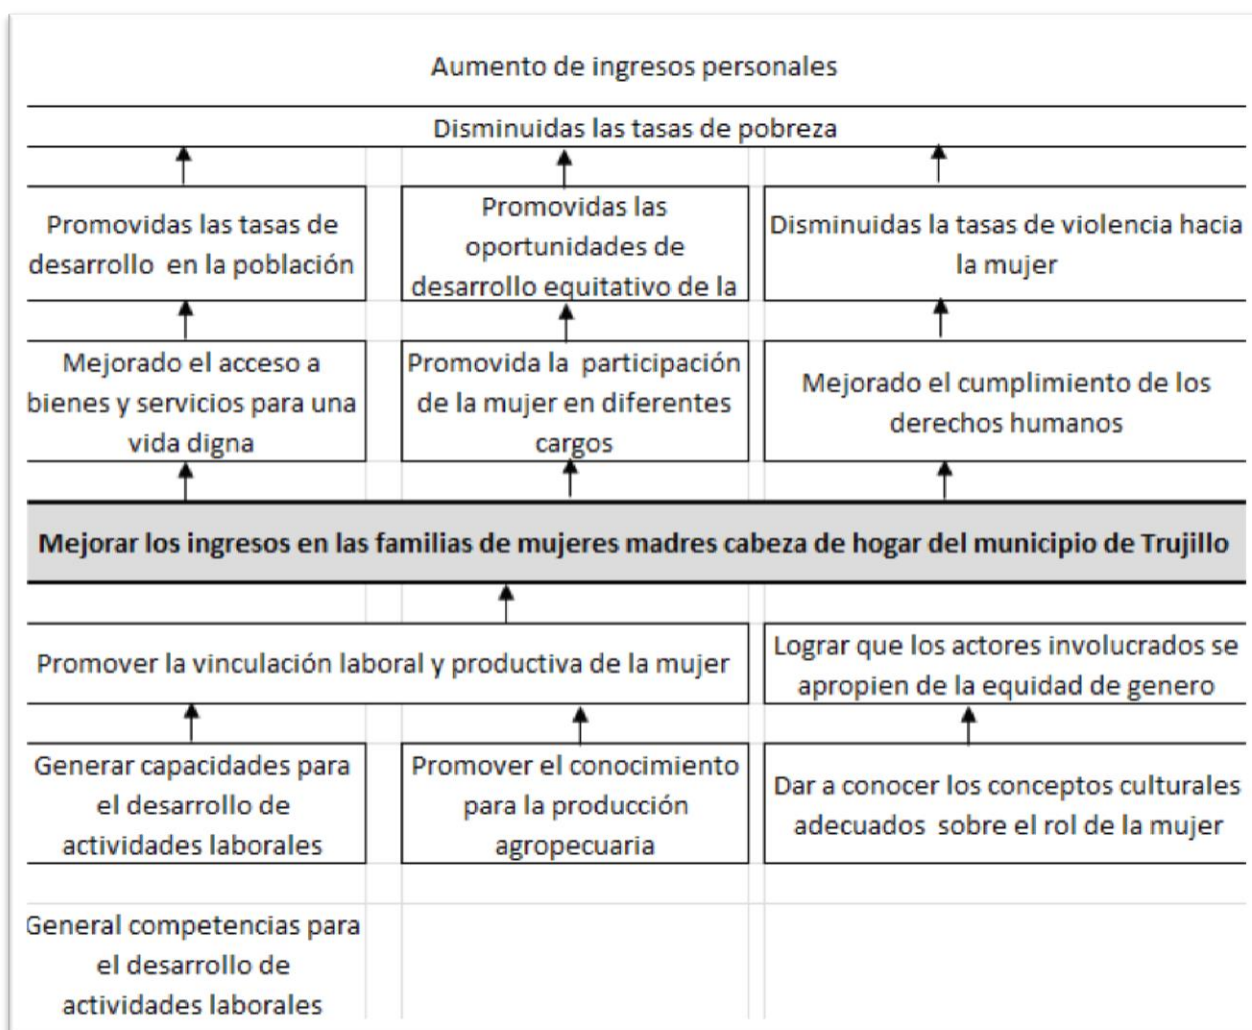 Aumento de ingresos personales
Disminuidas las tasas de pobreza
Promovidas las tasas de
desarrollo en la población
Promovidas las
oportunidades de
desarrollo equitativo de la
Disminuidas la tasas de violencia hacia
la mujer
Mejorado el acceso a
bienes y servicios para una
vida digna
Promovida la participación
de la mujer en diferentes
cargos
Mejorado el cumplimiento de los
derechos humanos
Mejorar los ingresos en las familias de mujeres madres cabeza de hogar del municipio de Trujillo
Promover la vinculación laboral y productiva de la mujer
Lograr que los actores involucrados se
apropien de la equidad de genero
Generar capacidades para
el desarrollo de
actividades laborales
Promover el conocimiento
para la producción
agropecuaria
Dar a conocer los conceptos culturales
adecuados sobre el rol de la mujer
General competencias para
el desarrollo de
actividades laborales